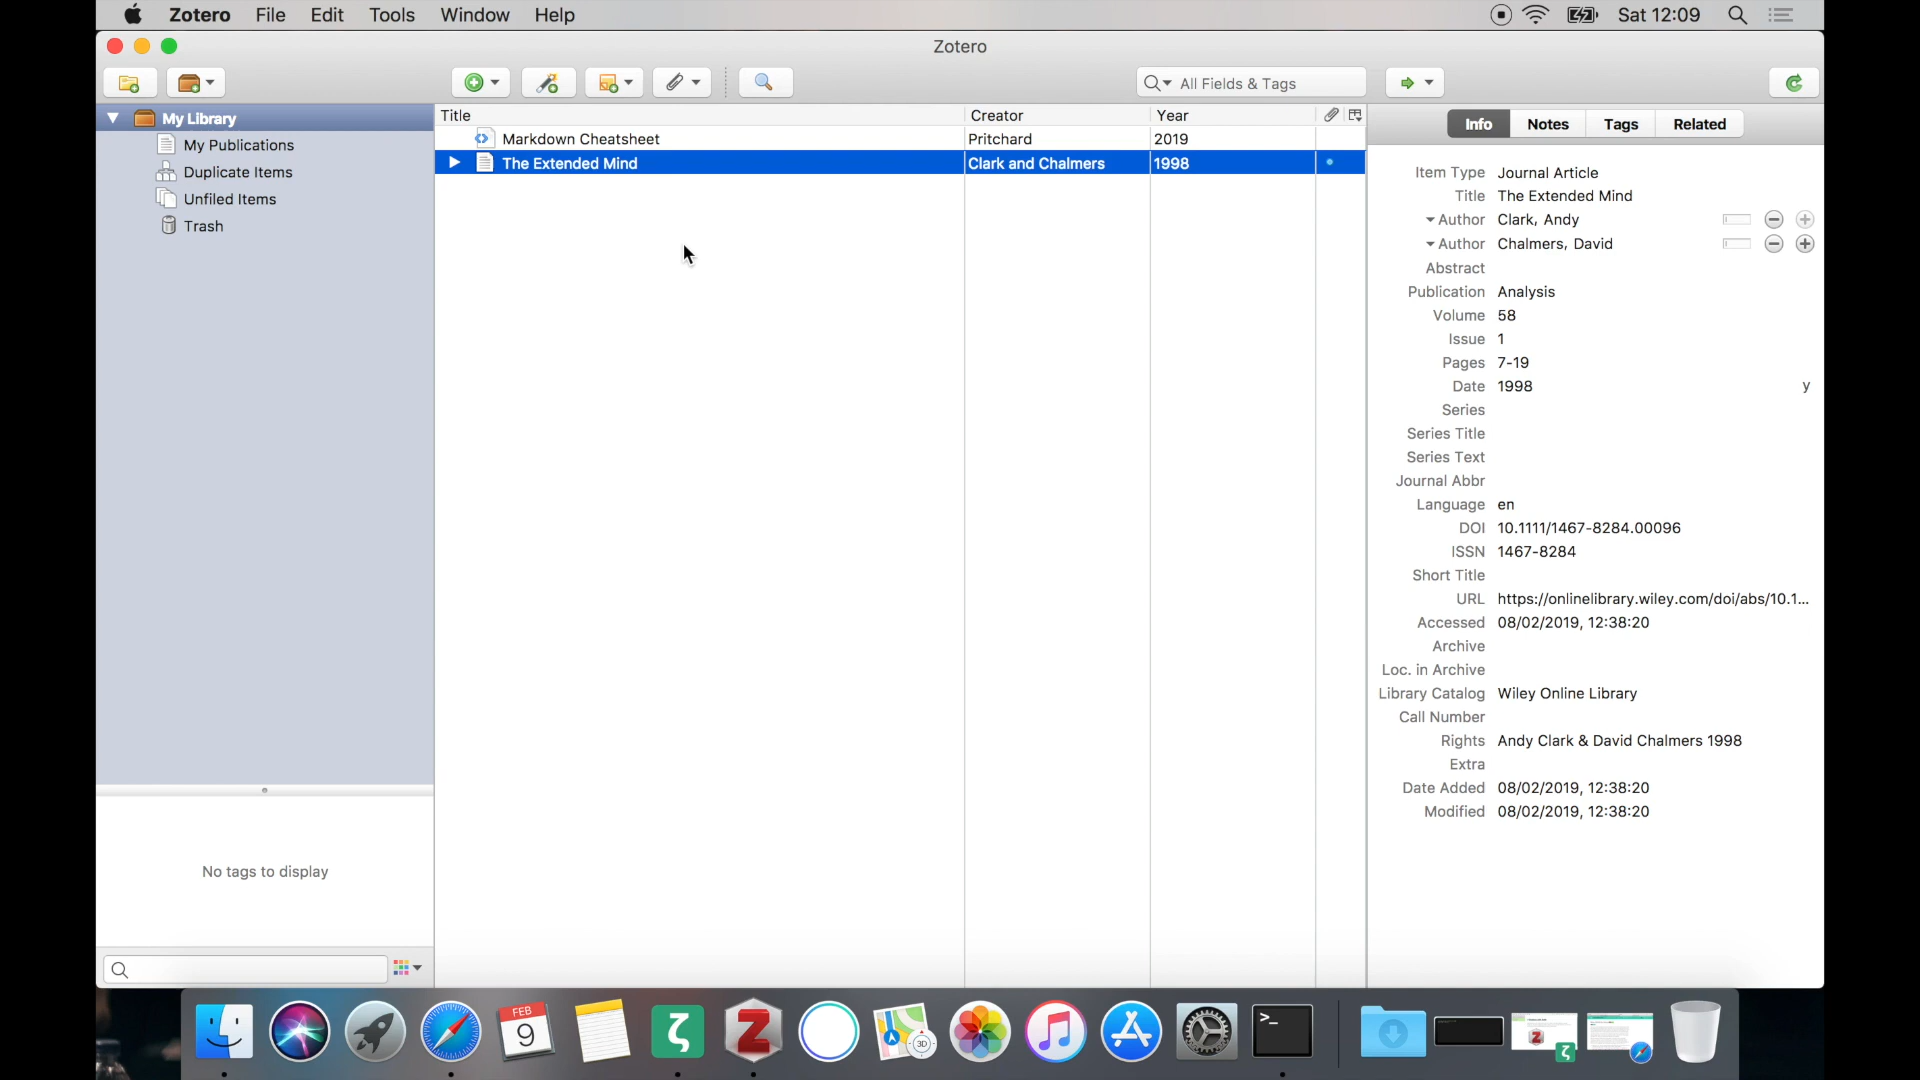 Zotero File Edit Tools Window Help Sat 12:09
Zotero
All Fields & Tags
My Library
My Publications
Duplicate Items
Unfiled Items
Trash
No tags to display
Title Creator Year
Markdown Cheatsheet Pritchard 2019
The Extended Mind Clark and Chalmers 1998
Info Notes Tags Related
Item Type Journal Article
Title The Extended Mind
Author Clark, Andy
Author Chalmers, David
Abstract
Publication Analysis
Volume 58
Issue 1
Pages 7-19
Date 1998 y
Series
Series Title
Series Text
Journal Abbr
Language en
DOI 10.1111/1467-8284.00096
ISSN 1467-8284
Short Title
URL https://onlinelibrary.wiley.com/doi/abs/10.1...
Accessed 08/02/2019, 12:38:20
Archive
Loc. in Archive
Library Catalog Wiley Online Library
Call Number
Rights Andy Clark & David Chalmers 1998
Extra
Date Added 08/02/2019, 12:38:20
Modified 08/02/2019, 12:38:20
FEB
9
ζ
Z
3D
>_
Z
ζ